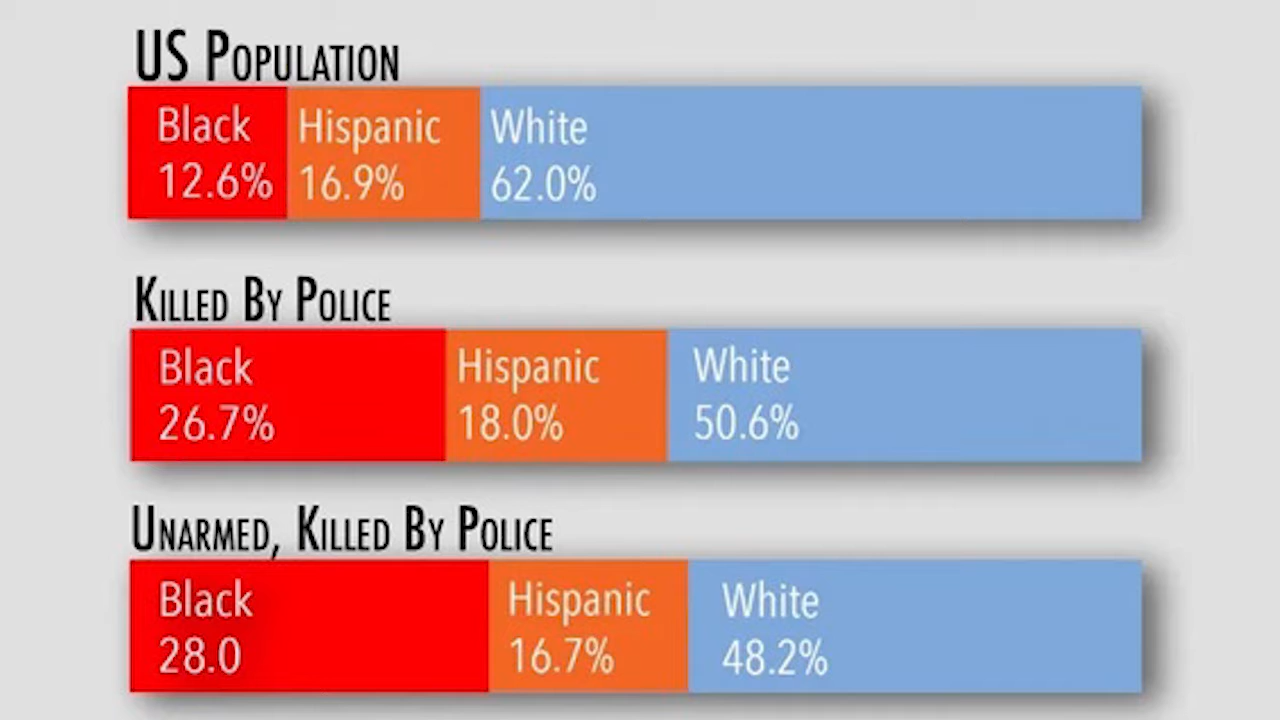 US POPULATION
Black Hispanic White
12.6% 16.9% 62.0%
KILLED BY POLICE
Black Hispanic White
26.7% 18.0% 50.6%
UNARMED, KILLED BY POLICE
Black Hispanic White
28.0 16.7% 48.2%